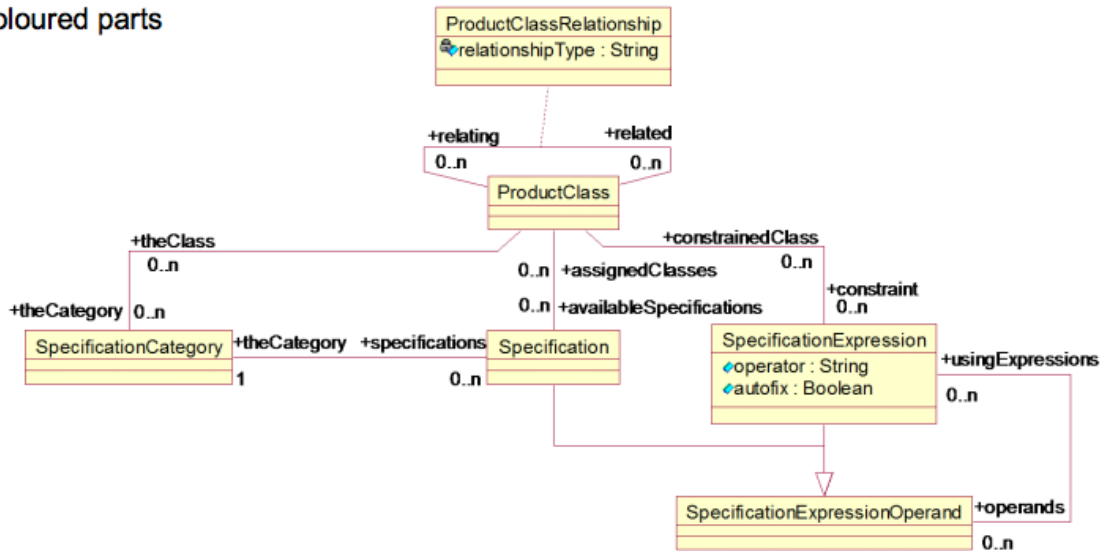 oloured parts
ProductClassRelationship
relationshipType : String
+relating
+related
0..n
0..n
ProductClass
+theClass
+constrainedClass
0..n
0..n
0..n
+assignedClasses
+constraint
0..n
+theCategory
0..n
0..n
+availableSpecifications
SpecificationCategory
+theCategory
+specifications
1
0..n
Specification
SpecificationExpression
operator : String
autofix : Boolean
+usingExpressions
0..n
SpecificationExpressionOperand
+operands
0..n